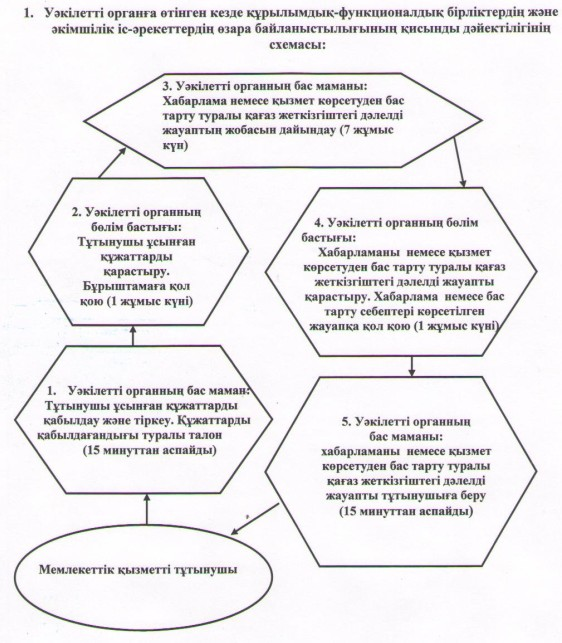 1. Уәкілетті органға өтінген кезде құрылымдық-функционалдық бірліктердің және
әкімшілік іс-әрекеттердің өзара байланыстылығының қисынды дәйектілігінің
схемасы:
3. Уәкілетті органның бас маманы:
Хабарлама немесе қызмет көрсетуден бас
тарту туралы қағаз жеткізгіштегі дәлелді
жауаптың жобасын дайындау (7 жұмыс
күн)
2. Уәкілетті органның
бөлім бастығы:
Тұтынушы ұсынған
құжаттарды
қарастыру.
Бұрыштамаға қол
қою (1 жұмыс күні)
4. Уәкілетті органның бөлім
бастығы:
Хабарламаны немесе қызмет
көрсетуден бас тарту туралы қағаз
жеткізгіштегі дәлелді жауапты
қарастыру. Хабарлама немесе бас
тарту себептері көрсетілген
жауапқа қол қою (1 жұмыс күні)
1. Уәкілетті органның бас маман:
Тұтынушы ұсынған құжаттарды
қабылдау және тіркеу. Құжаттарды
қабылдағандығы туралы талон
(15 минуттан аспайды)
5. Уәкілетті органның
бас маманы:
хабарламаны немесе қызмет
көрсетуден бас тарту туралы
қағаз жеткізгіштегі дәлелді
жауапты тұтынушыға беру
(15 минуттан аспайды)
Мемлекеттік қызметті тұтынушы